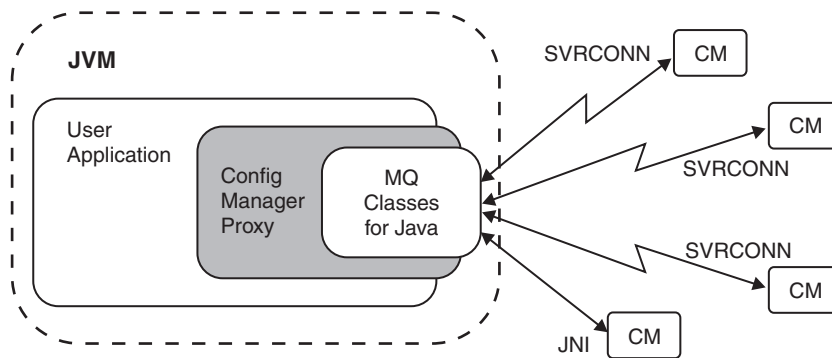 JVM
User
Application
Config
Manager
Proxy
MQ
Classes
for Java
SVRCONN
CM
CM
SVRCONN
SVRCONN
CM
JNI
CM